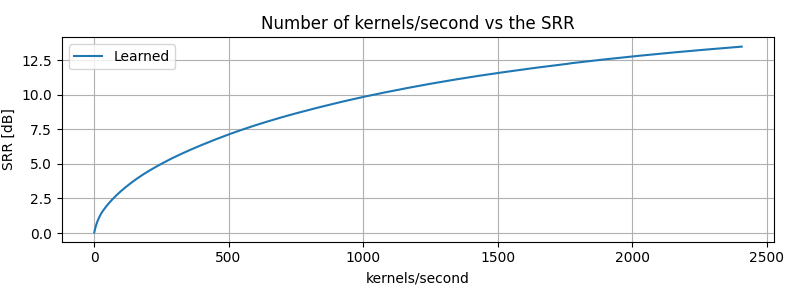 Number of kernels/second vs the SRR
Learned
SRR [dB]
12.5
10.0
7.5
5.0
2.5
0.0
0 500 1000 1500 2000 2500
kernels/second